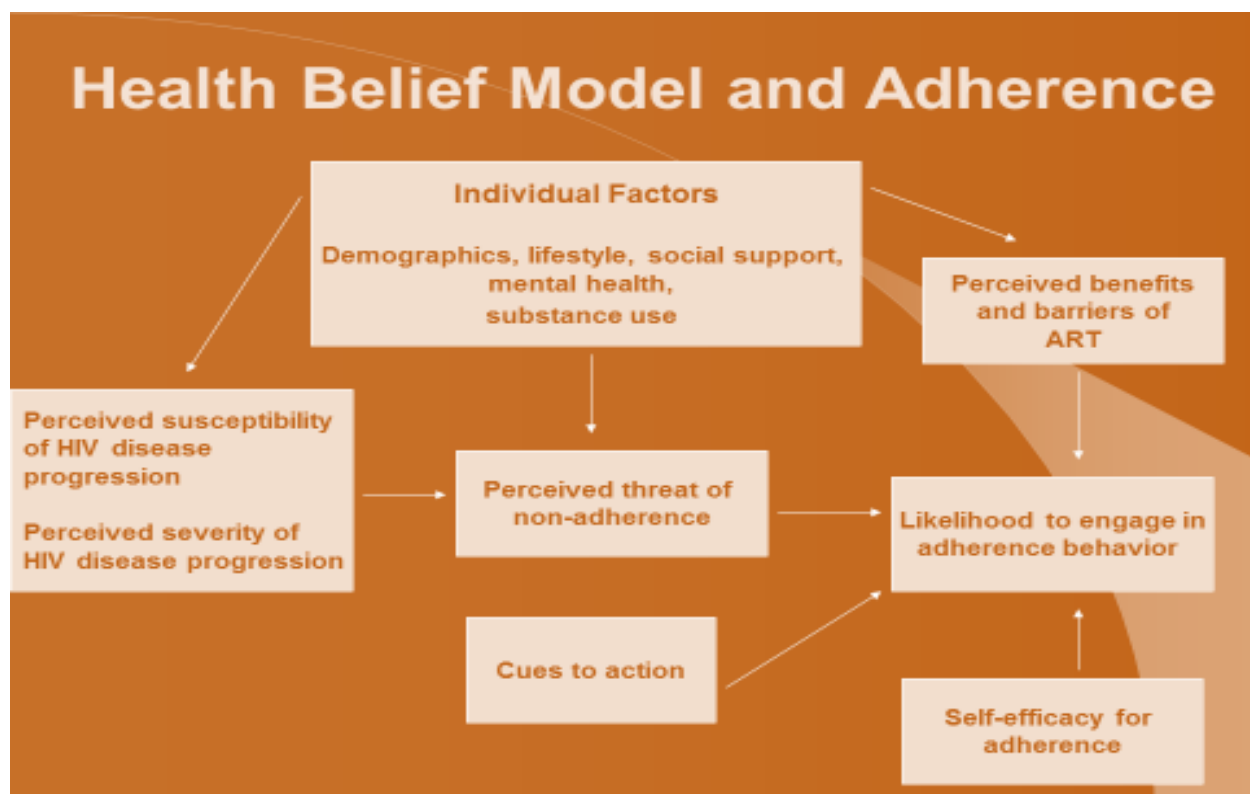 Health Belief Model and Adherence
Individual Factors
Demographics, lifestyle, social support,
mental health,
substance use
Perceived benefits
and barriers of
ART
Perceived susceptibility
of HIV disease
progression
Perceived severity of
HIV disease progression
Perceived threat of
non-adherence
Likelihood to engage in
adherence behavior
Cues to action
Self-efficacy for
adherence